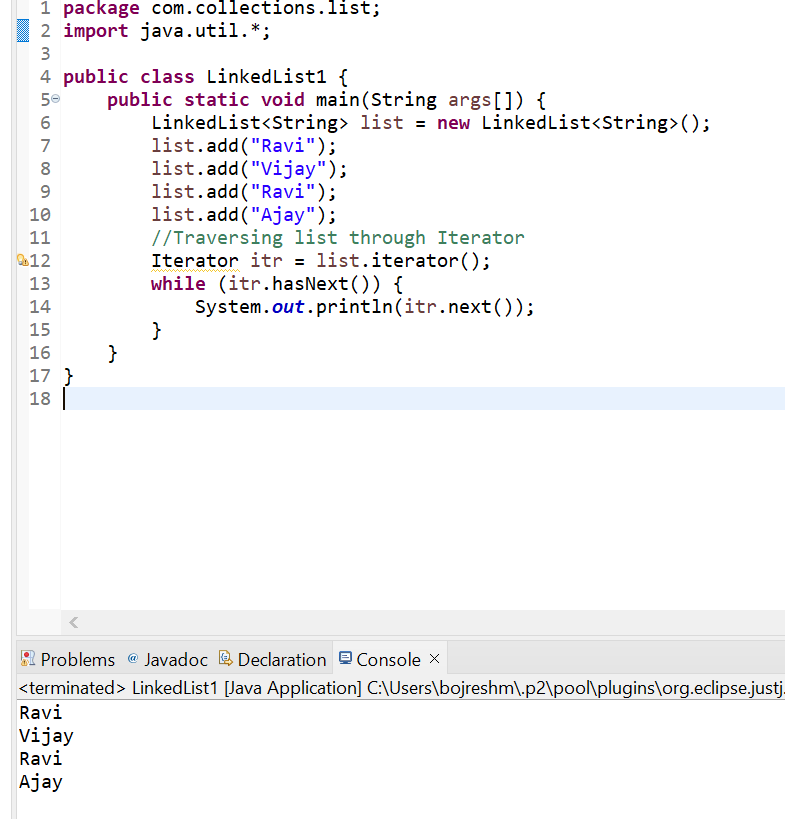 1 package com.collections.list;
2 import java.util.*;
3
4 public class LinkedList1 {
5 public static void main(String args[]) {
6 LinkedList<String> list = new LinkedList<String>();
7 list.add("Ravi");
8 list.add("Vijay");
9 list.add("Ravi");
10 list.add("Ajay");
11 //Traversing list through Iterator
12 Iterator itr = list.iterator();
13 while (itr.hasNext()) {
14 System.out.println(itr.next());
15 }
16 }
17 }
18
Problems @ Javadoc Declaration Console
<terminated> LinkedList1 [Java Application] C:\Users\bojreshm\.p2\pool\plugins\org.eclipse.justj.
Ravi
Vijay
Ravi
Ajay